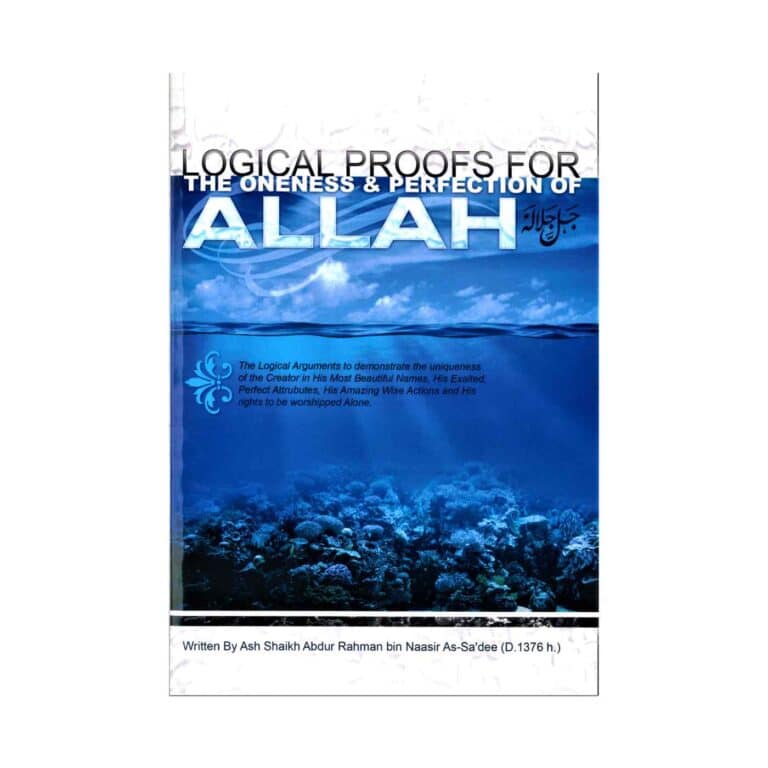 LOGICAL PROOFS FOR
THE ONENESS & PERFECTION OF
ALLAH جَلَّ جَلَالُهُ
The Logical Arguments to demonstrate the uniqueness
of the Creator in His Most Beautiful Names, His Exalted,
Perfect Attrubutes, His Amazing Wise Actions and His
rights to be worshipped Alone.
Written By Ash Shaikh Abdur Rahman bin Naasir As-Sa'dee (D.1376 h.)